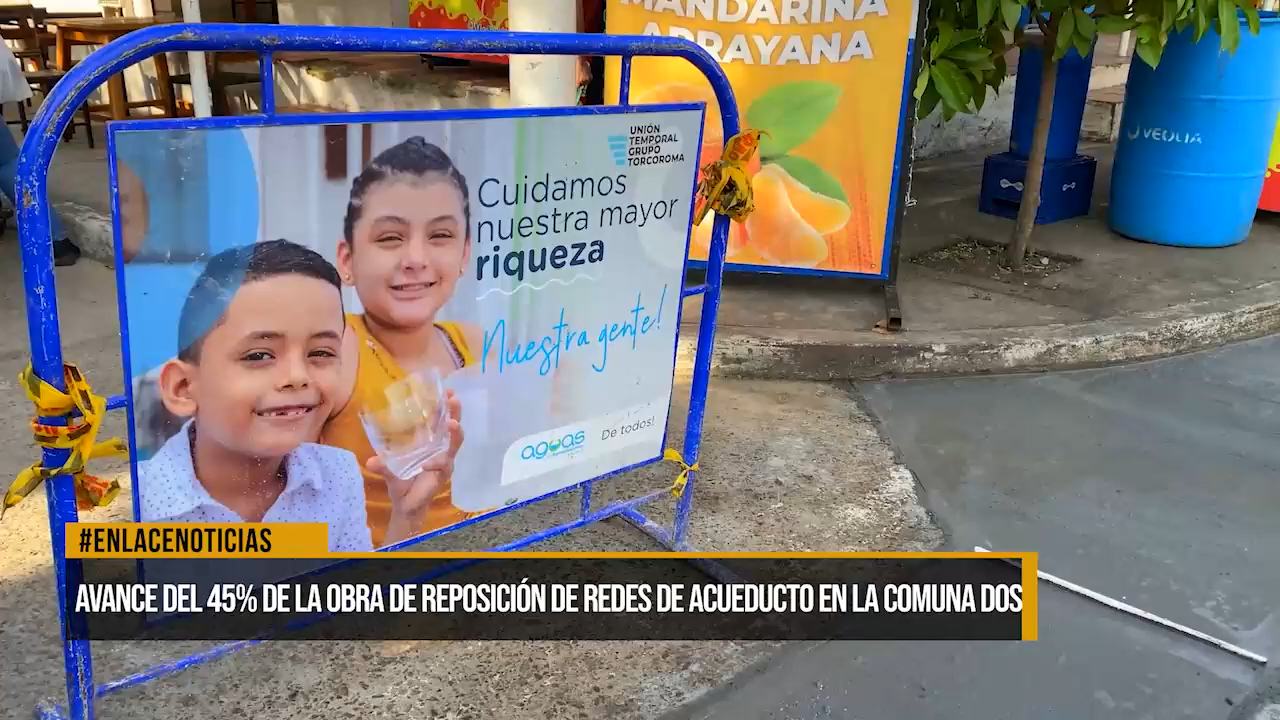 MANDARINA
ARRAYANA
VEOLIA
UNIÓN
TEMPORAL
GRUPO
TORCOROMA
Cuidamos
nuestra mayor
riqueza
Nuestra gente!
aguas
De todos!
#ENLACENOTICIAS
AVANCE DEL 45% DE LA OBRA DE REPOSICIÓN DE REDES DE ACUEDUCTO EN LA COMUNA DOS